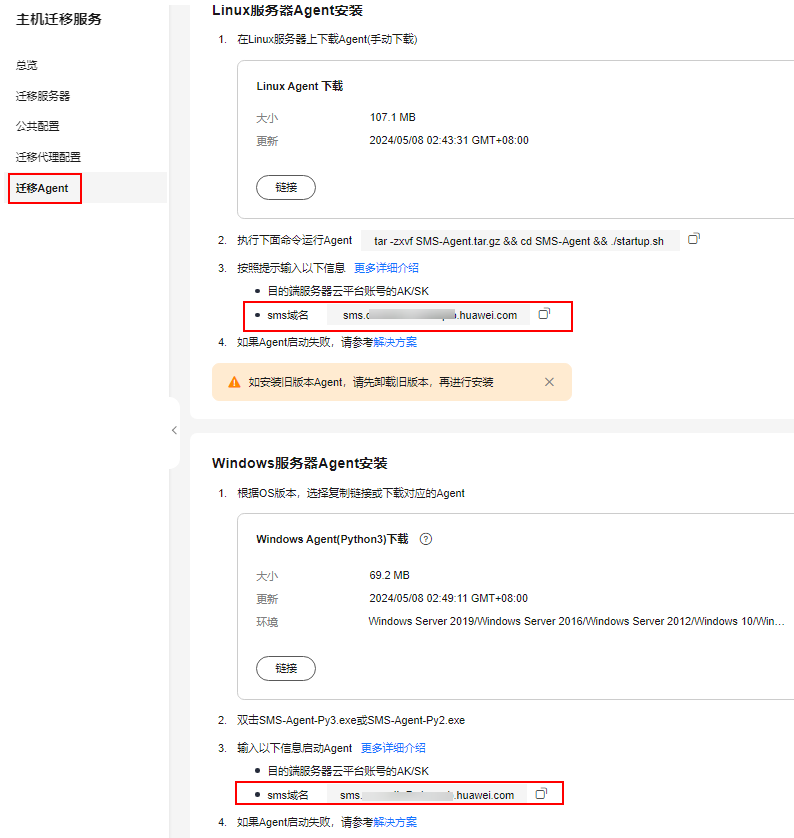 主机迁移服务
总览
迁移服务器
公共配置
迁移代理配置
迁移Agent
Linux服务器Agent安装
1. 在Linux服务器上下载Agent(手动下载)
Linux Agent 下载
大小 107.1 MB
更新 2024/05/08 02:43:31 GMT+08:00
链接
2. 执行下面命令运行Agent tar -zxvf SMS-Agent.tar.gz && cd SMS-Agent && ./startup.sh
3. 按照提示输入以下信息 更多详细介绍
• 目的端服务器云平台账号的AK/SK
• sms域名 sms. .huawei.com
4. 如果Agent启动失败，请参考解决方案
如安装旧版本Agent，请先卸载旧版本，再进行安装
Windows服务器Agent安装
1. 根据OS版本，选择复制链接或下载对应的Agent
Windows Agent(Python3)下载
大小 69.2 MB
更新 2024/05/08 02:49:11 GMT+08:00
环境 Windows Server 2019/Windows Server 2016/Windows Server 2012/Windows 10/Win...
链接
2. 双击SMS-Agent-Py3.exe或SMS-Agent-Py2.exe
3. 输入以下信息启动Agent 更多详细介绍
• 目的端服务器云平台账号的AK/SK
• sms域名 sms. .huawei.com
4. 如果Agent启动失败，请参考解决方案